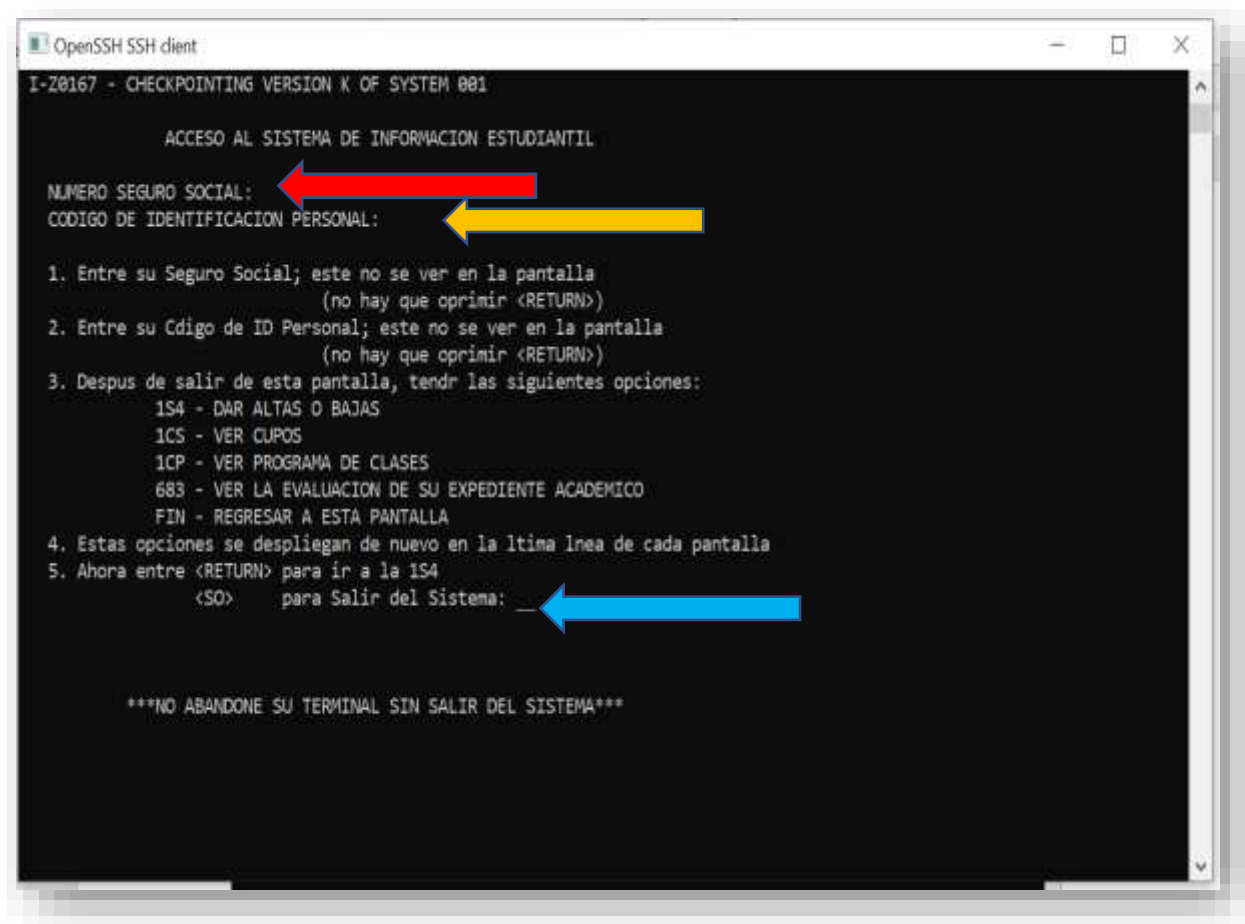 OpenSSH SSH client
I-Z0167 - CHECKPOINTING VERSION K OF SYSTEM 001
ACCESO AL SISTEMA DE INFORMACION ESTUDIANTIL
NUMERO SEGURO SOCIAL:
CODIGO DE IDENTIFICACION PERSONAL:
1. Entre su Seguro Social; este no se ver en la pantalla
(no hay que oprimir <RETURN>)
2. Entre su Cdigo de ID Personal; este no se ver en la pantalla
(no hay que oprimir <RETURN>)
3. Despus de salir de esta pantalla, tendr las siguientes opciones:
1S4 - DAR ALTAS O BAJAS
1CS - VER CUPOS
1CP - VER PROGRAMA DE CLASES
683 - VER LA EVALUACION DE SU EXPEDIENTE ACADEMICO
FIN - REGRESAR A ESTA PANTALLA
4. Estas opciones se despliegan de nuevo en la ltima lnea de cada pantalla
5. Ahora entre <RETURN> para ir a la 1S4
<SO> para Salir del Sistema: __
***NO ABANDONE SU TERMINAL SIN SALIR DEL SISTEMA***